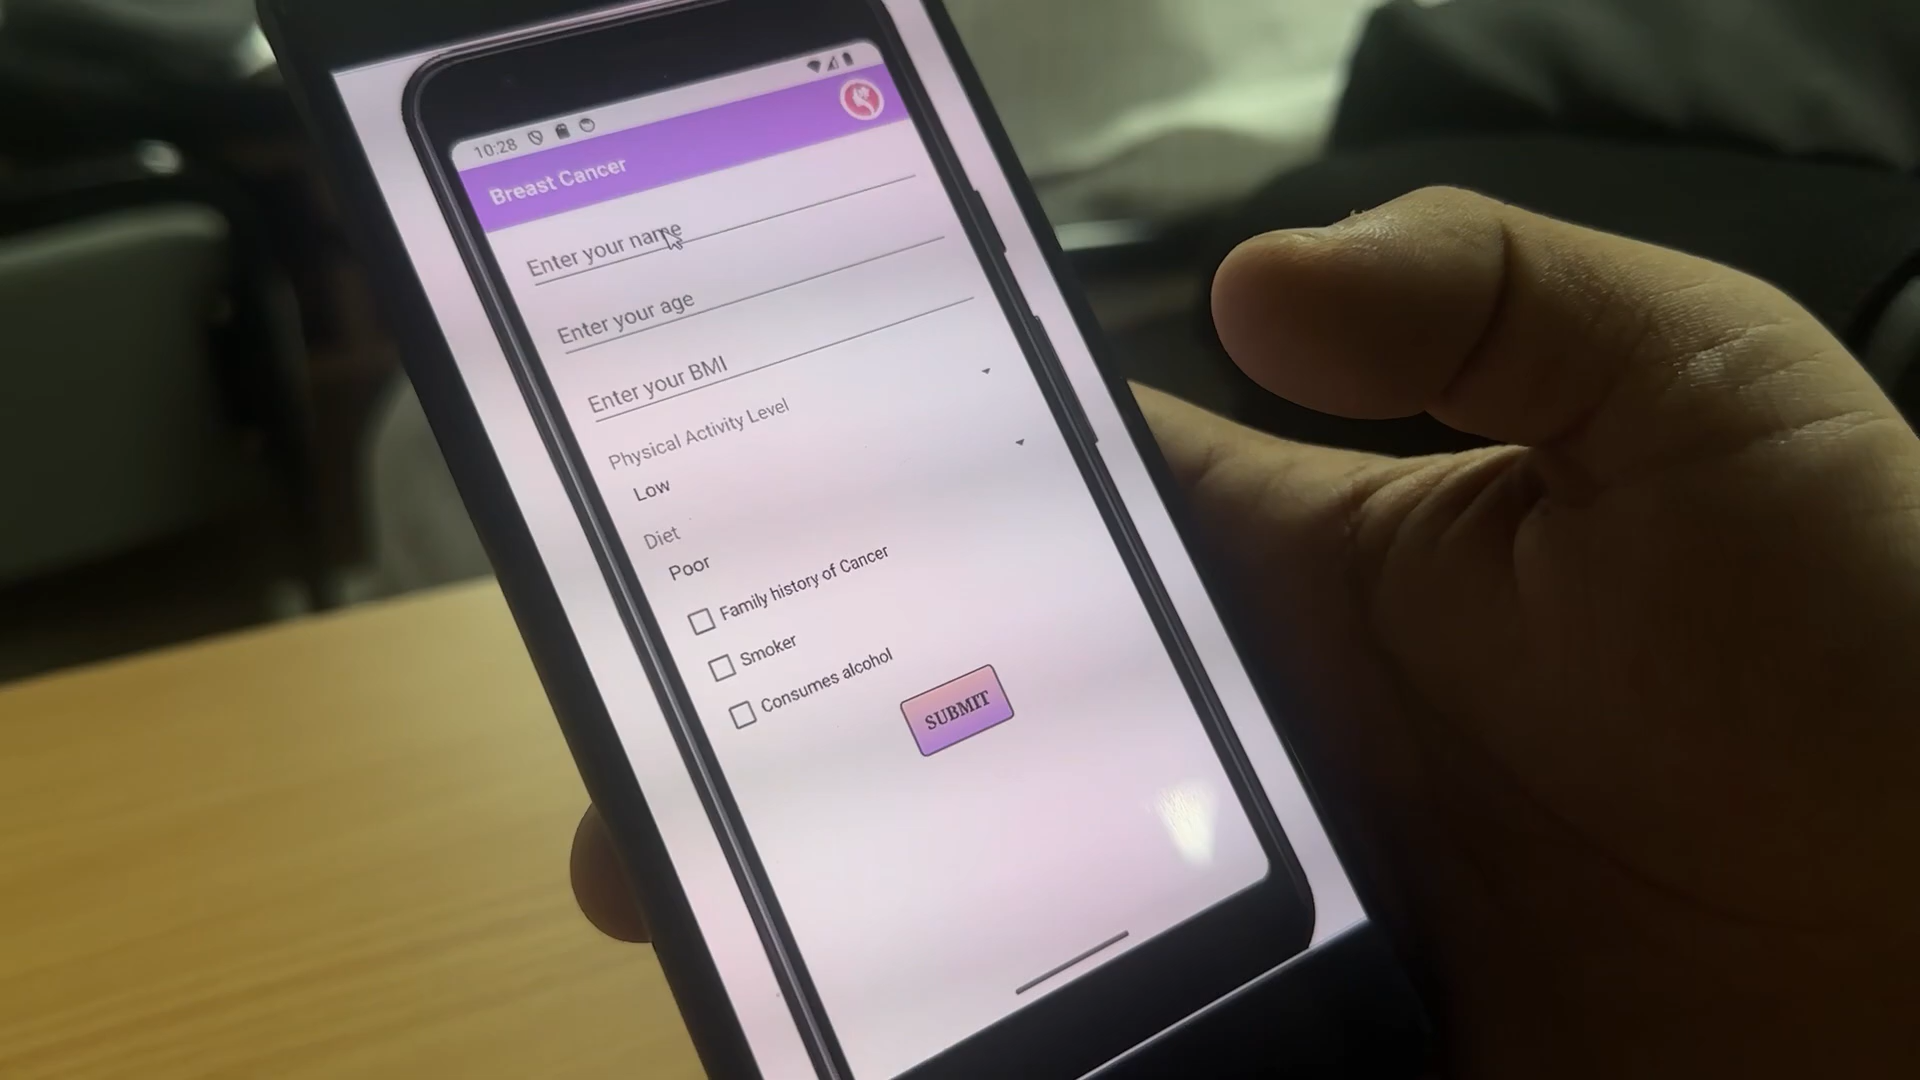 10:28
Breast Cancer
Enter your name
Enter your age
Enter your BMI
Physical Activity Level
Low
Diet
Poor
Family history of Cancer
Smoker
Consumes alcohol
SUBMIT